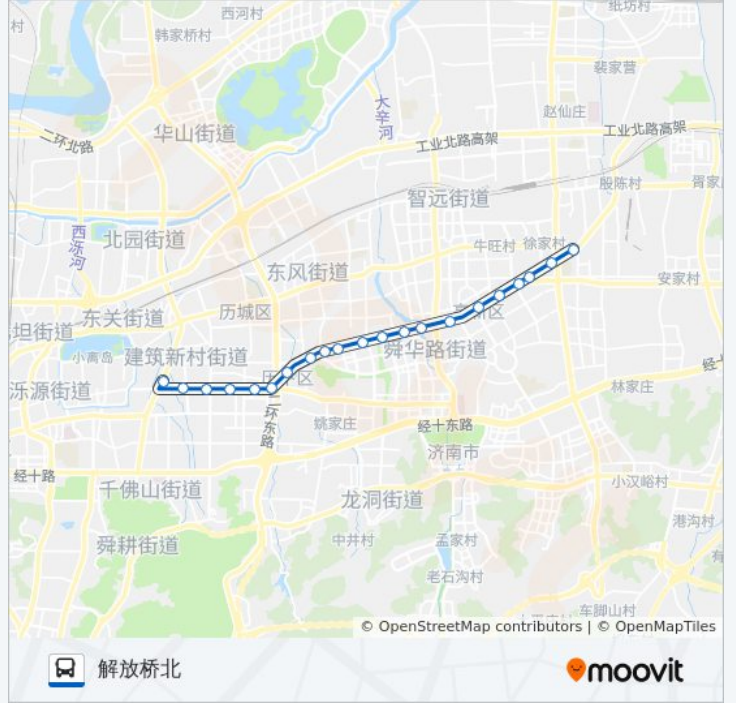 西河村
纸坊村
村
韩家桥村
裴家营
大辛河
赵仙庄
二环北路
华山街道
工业北路高架
工业北路高架
殷陈村
胥家
智远街道
西泺河
北园街道
牛旺村
徐家村
东风街道
安家村
历城区
东关街道
坦街道
小离岛
建筑新村街道
舜华路街道
经十
泺源街道
林家庄
二环东路
姚家庄
经十东路
济南市
经十路
千佛山街道
小汉峪村
龙洞街道
港沟村
舜耕街道
中井村
孟家村
有
老石沟村
车脚山村
© OpenStreetMap contributors | © OpenMapTiles
解放桥北
moovit